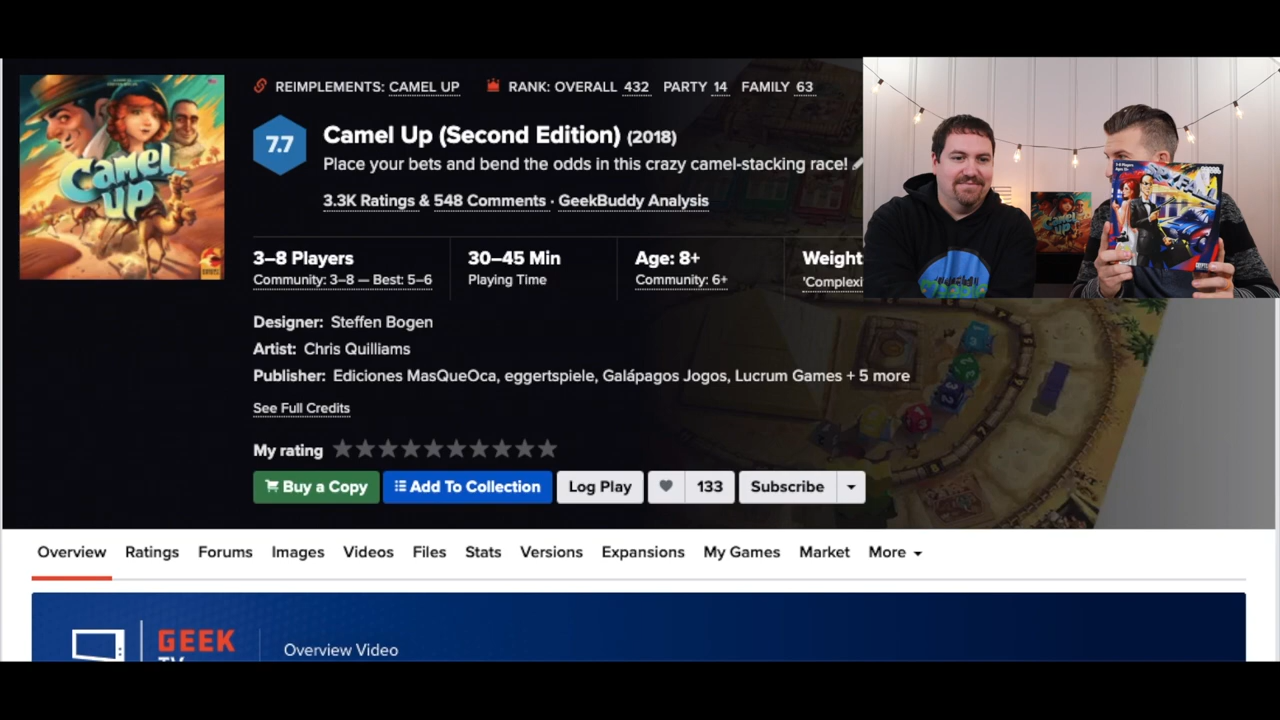 REIMPLEMENTS: CAMEL UP
RANK: OVERALL 432 PARTY 14 FAMILY 63
7.7
Camel Up (Second Edition) (2018)
Place your bets and bend the odds in this crazy camel-stacking race!
3.3K Ratings & 548 Comments · GeekBuddy Analysis
3–8 Players
Community: 3–8 — Best: 5–6
30–45 Min
Playing Time
Age: 8+
Community: 6+
Weight
'Complexi
Camel
up
Designer: Steffen Bogen
Artist: Chris Quilliams
Publisher: Ediciones MasQueOca, eggertspiele, Galápagos Jogos, Lucrum Games + 5 more
See Full Credits
My rating
Buy a Copy
Add To Collection
Log Play
133
Subscribe
Overview Ratings Forums Images Videos Files Stats Versions Expansions My Games Market More
GEEK
TV
Overview Video